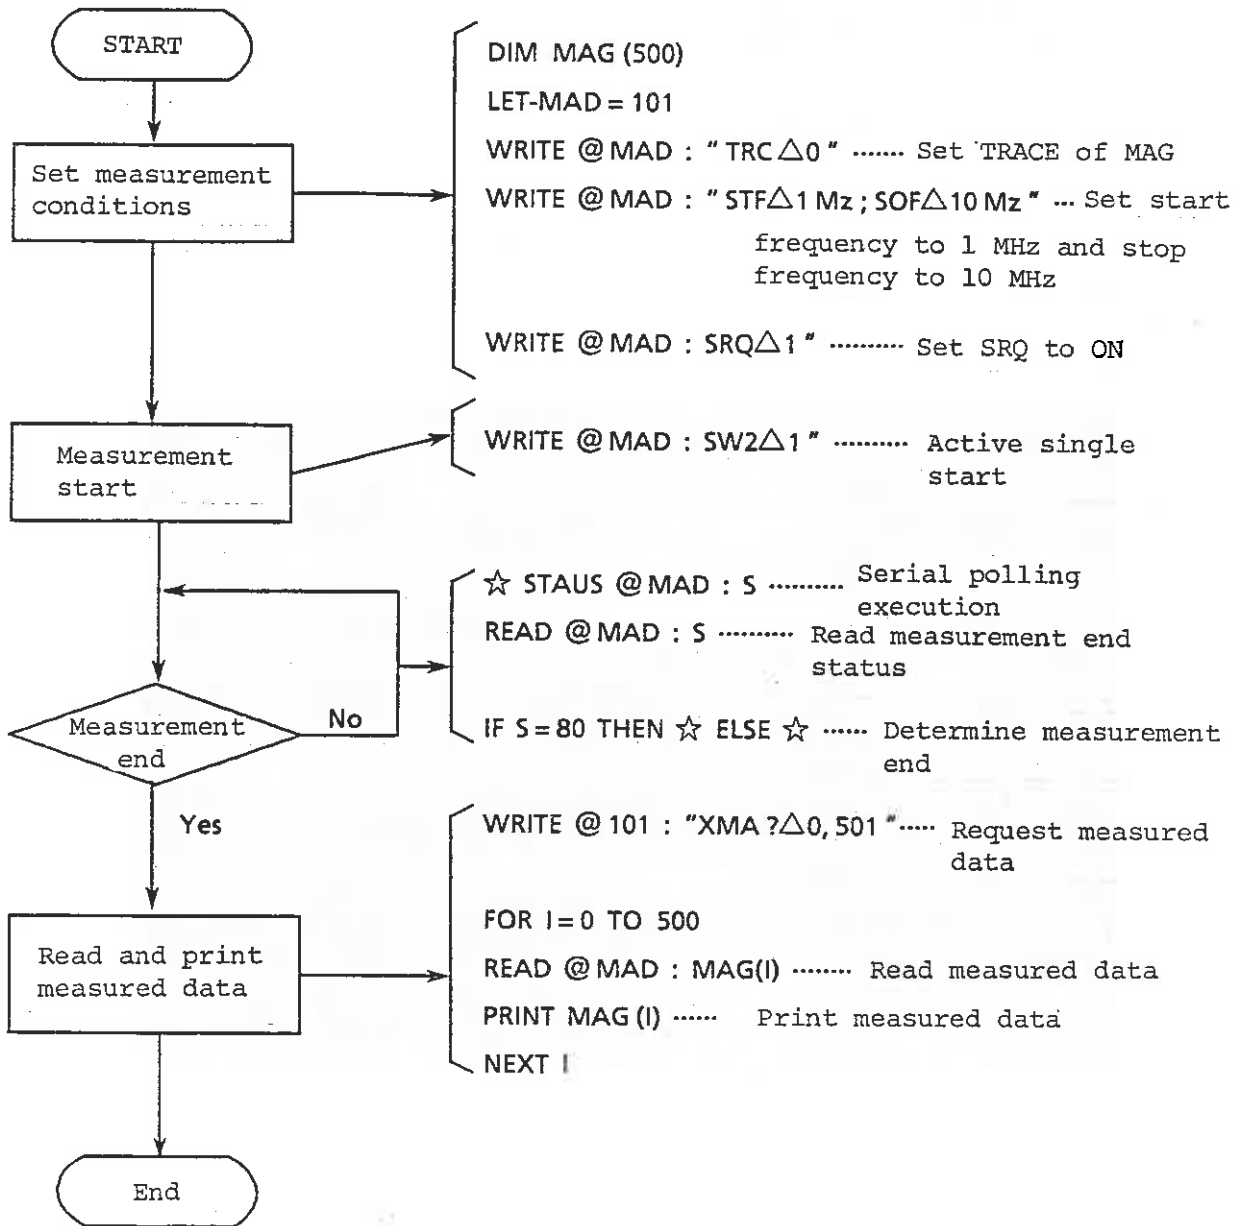 START
DIM MAG (500)
LET-MAD = 101
WRITE @ MAD : " TRC△0 " ······· Set TRACE of MAG
Set measurement
conditions
WRITE @ MAD : " STF△1 Mz ; SOF△10 Mz " ··· Set start
frequency to 1 MHz and stop
frequency to 10 MHz
WRITE @ MAD : SRQ△1 " ·········· Set SRQ to ON
Measurement
start
WRITE @ MAD : SW2△1 " ·········· Active single
start
☆ STAUS @ MAD : S ·········· Serial polling
execution
READ @ MAD : S ·········· Read measurement end
status
Measurement
end
No
IF S = 80 THEN ☆ ELSE ☆ ······ Determine measurement
end
Yes
WRITE @ 101 : "XMA ?△0, 501 " ····· Request measured
data
FOR I = 0 TO 500
Read and print
measured data
READ @ MAD : MAG(I) ········ Read measured data
PRINT MAG (I) ······ Print measured data
NEXT I
End